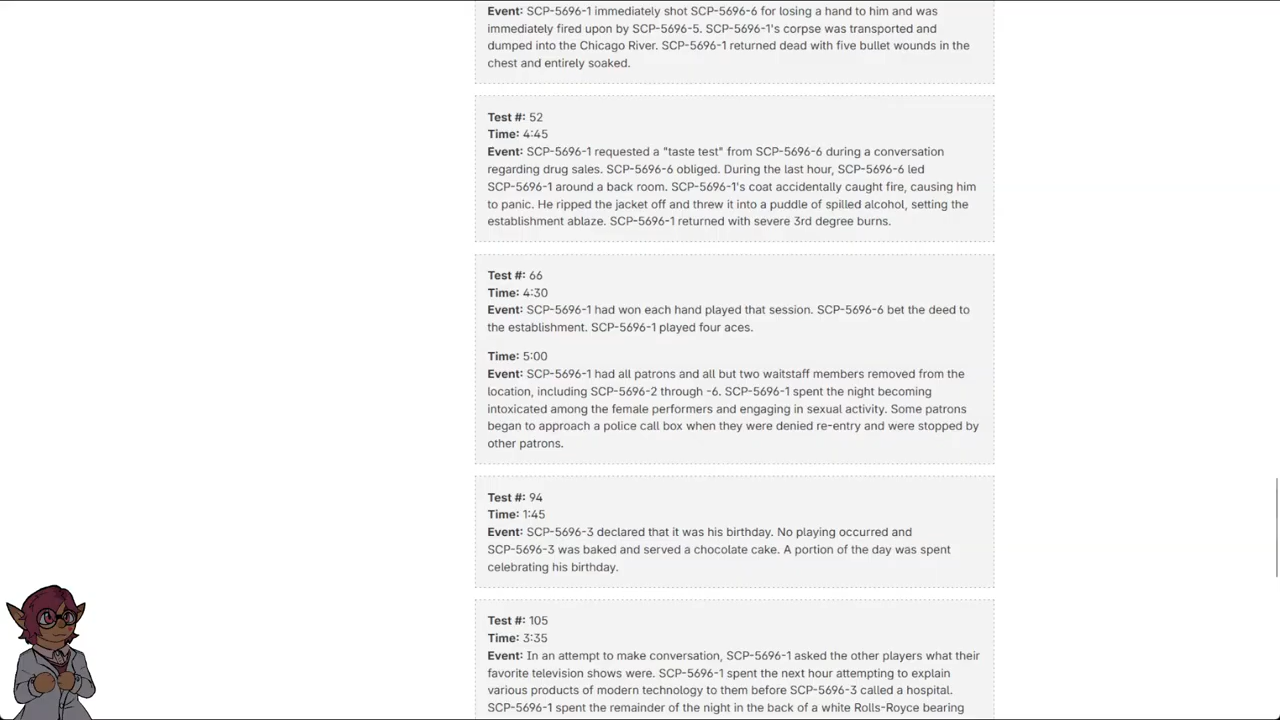 Event: SCP-5696-1 immediately shot SCP-5696-6 for losing a hand to him and was
immediately fired upon by SCP-5696-5. SCP-5696-1's corpse was transported and
dumped into the Chicago River. SCP-5696-1 returned dead with five bullet wounds in the
chest and entirely soaked.
Test #: 52
Time: 4:45
Event: SCP-5696-1 requested a "taste test" from SCP-5696-6 during a conversation
regarding drug sales. SCP-5696-6 obliged. During the last hour, SCP-5696-6 led
SCP-5696-1 around a back room. SCP-5696-1's coat accidentally caught fire, causing him
to panic. He ripped the jacket off and threw it into a puddle of spilled alcohol, setting the
establishment ablaze. SCP-5696-1 returned with severe 3rd degree burns.
Test #: 66
Time: 4:30
Event: SCP-5696-1 had won each hand played that session. SCP-5696-6 bet the deed to
the establishment. SCP-5696-1 played four aces.
Time: 5:00
Event: SCP-5696-1 had all patrons and all but two waitstaff members removed from the
location, including SCP-5696-2 through -6. SCP-5696-1 spent the night becoming
intoxicated among the female performers and engaging in sexual activity. Some patrons
began to approach a police call box when they were denied re-entry and were stopped by
other patrons.
Test #: 94
Time: 1:45
Event: SCP-5696-3 declared that it was his birthday. No playing occurred and
SCP-5696-3 was baked and served a chocolate cake. A portion of the day was spent
celebrating his birthday.
Test #: 105
Time: 3:35
Event: In an attempt to make conversation, SCP-5696-1 asked the other players what their
favorite television shows were. SCP-5696-1 spent the next hour attempting to explain
various products of modern technology to them before SCP-5696-3 called a hospital.
SCP-5696-1 spent the remainder of the night in the back of a white Rolls-Royce bearing